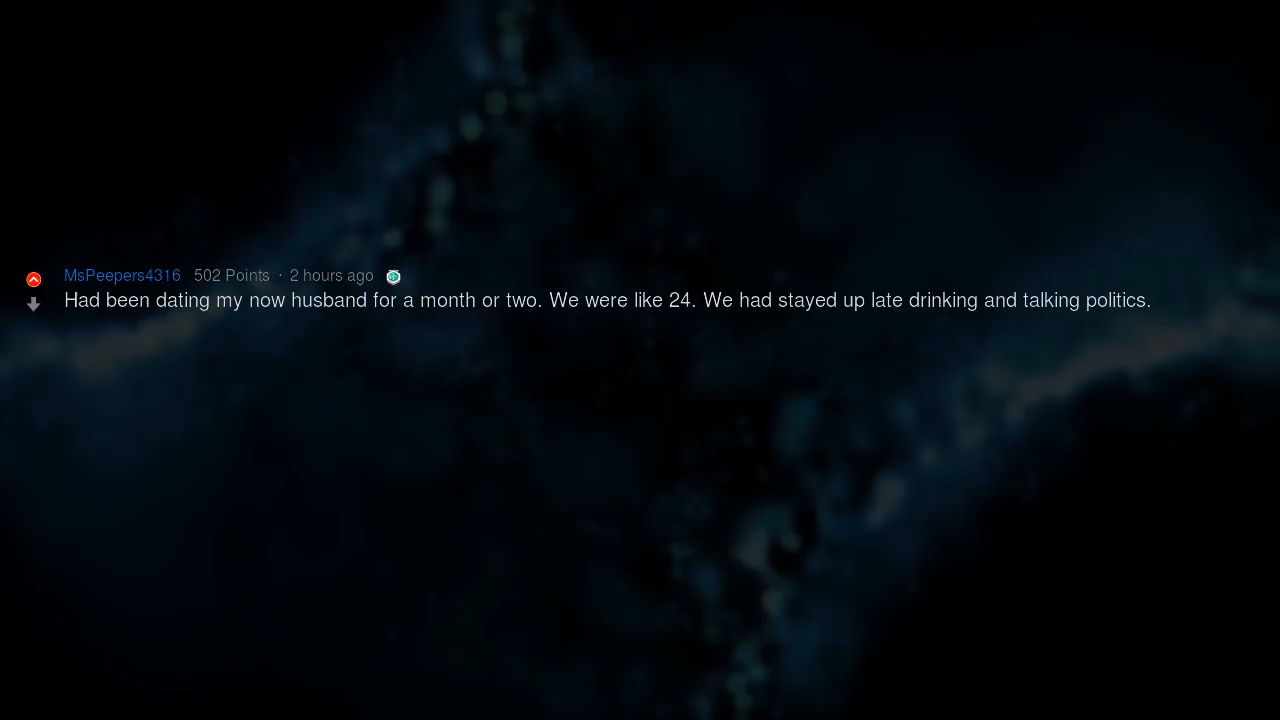 MsPeepers4316 502 Points · 2 hours ago
Had been dating my now husband for a month or two. We were like 24. We had stayed up late drinking and talking politics.